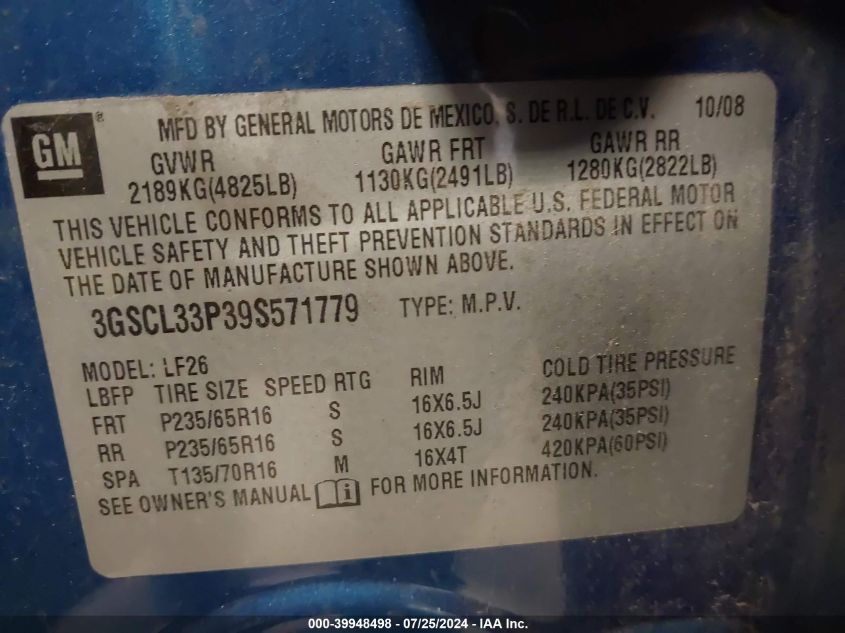 GM ® MFD BY GENERAL MOTORS DE MEXICO, S. DE R.L. DE C.V. 10/08
GVWR GAWR FRT GAWR RR
2189KG(4825LB) 1130KG(2491LB) 1280KG(2822LB)
THIS VEHICLE CONFORMS TO ALL APPLICABLE U.S. FEDERAL MOTOR
VEHICLE SAFETY AND THEFT PREVENTION STANDARDS IN EFFECT ON
THE DATE OF MANUFACTURE SHOWN ABOVE.
3GSCL33P39S571779 TYPE: M.P.V.
MODEL: LF26
LBFP TIRE SIZE SPEED RTG RIM COLD TIRE PRESSURE
FRT P235/65R16 S 16X6.5J 240KPA(35PSI)
RR P235/65R16 S 16X6.5J 240KPA(35PSI)
SPA T135/70R16 M 16X4T 420KPA(60PSI)
SEE OWNER'S MANUAL i FOR MORE INFORMATION.
000-39948498 - 07/25/2024 - IAA Inc.